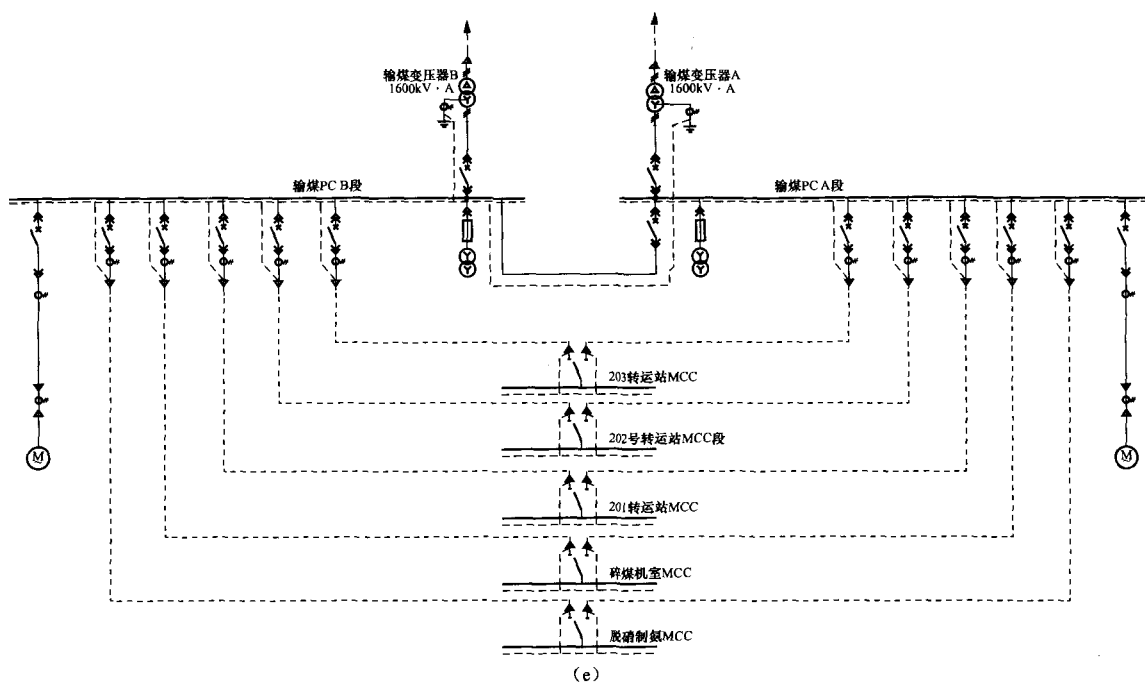 输煤变压器B
1600kV·A
输煤变压器A
1600kV·A
输煤PC B段
输煤PC A段
203转运站MCC
202号转运站MCC段
M
M
201转运站MCC
碎煤机室MCC
脱硝制氨MCC
(e)